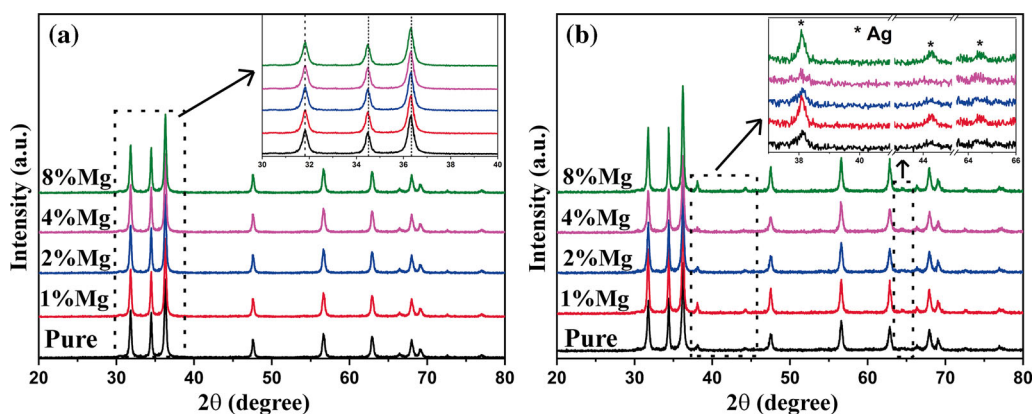 (a)
30 32 34 36 38 40
8%Mg
4%Mg
2%Mg
1%Mg
Pure
Intensity (a.u.)
20 30 40 50 60 70 80
2θ (degree)
(b)
* Ag
* * *
38 40 44 64 66
8%Mg
4%Mg
2%Mg
1%Mg
Pure
Intensity (a.u.)
20 30 40 50 60 70 80
2θ (degree)